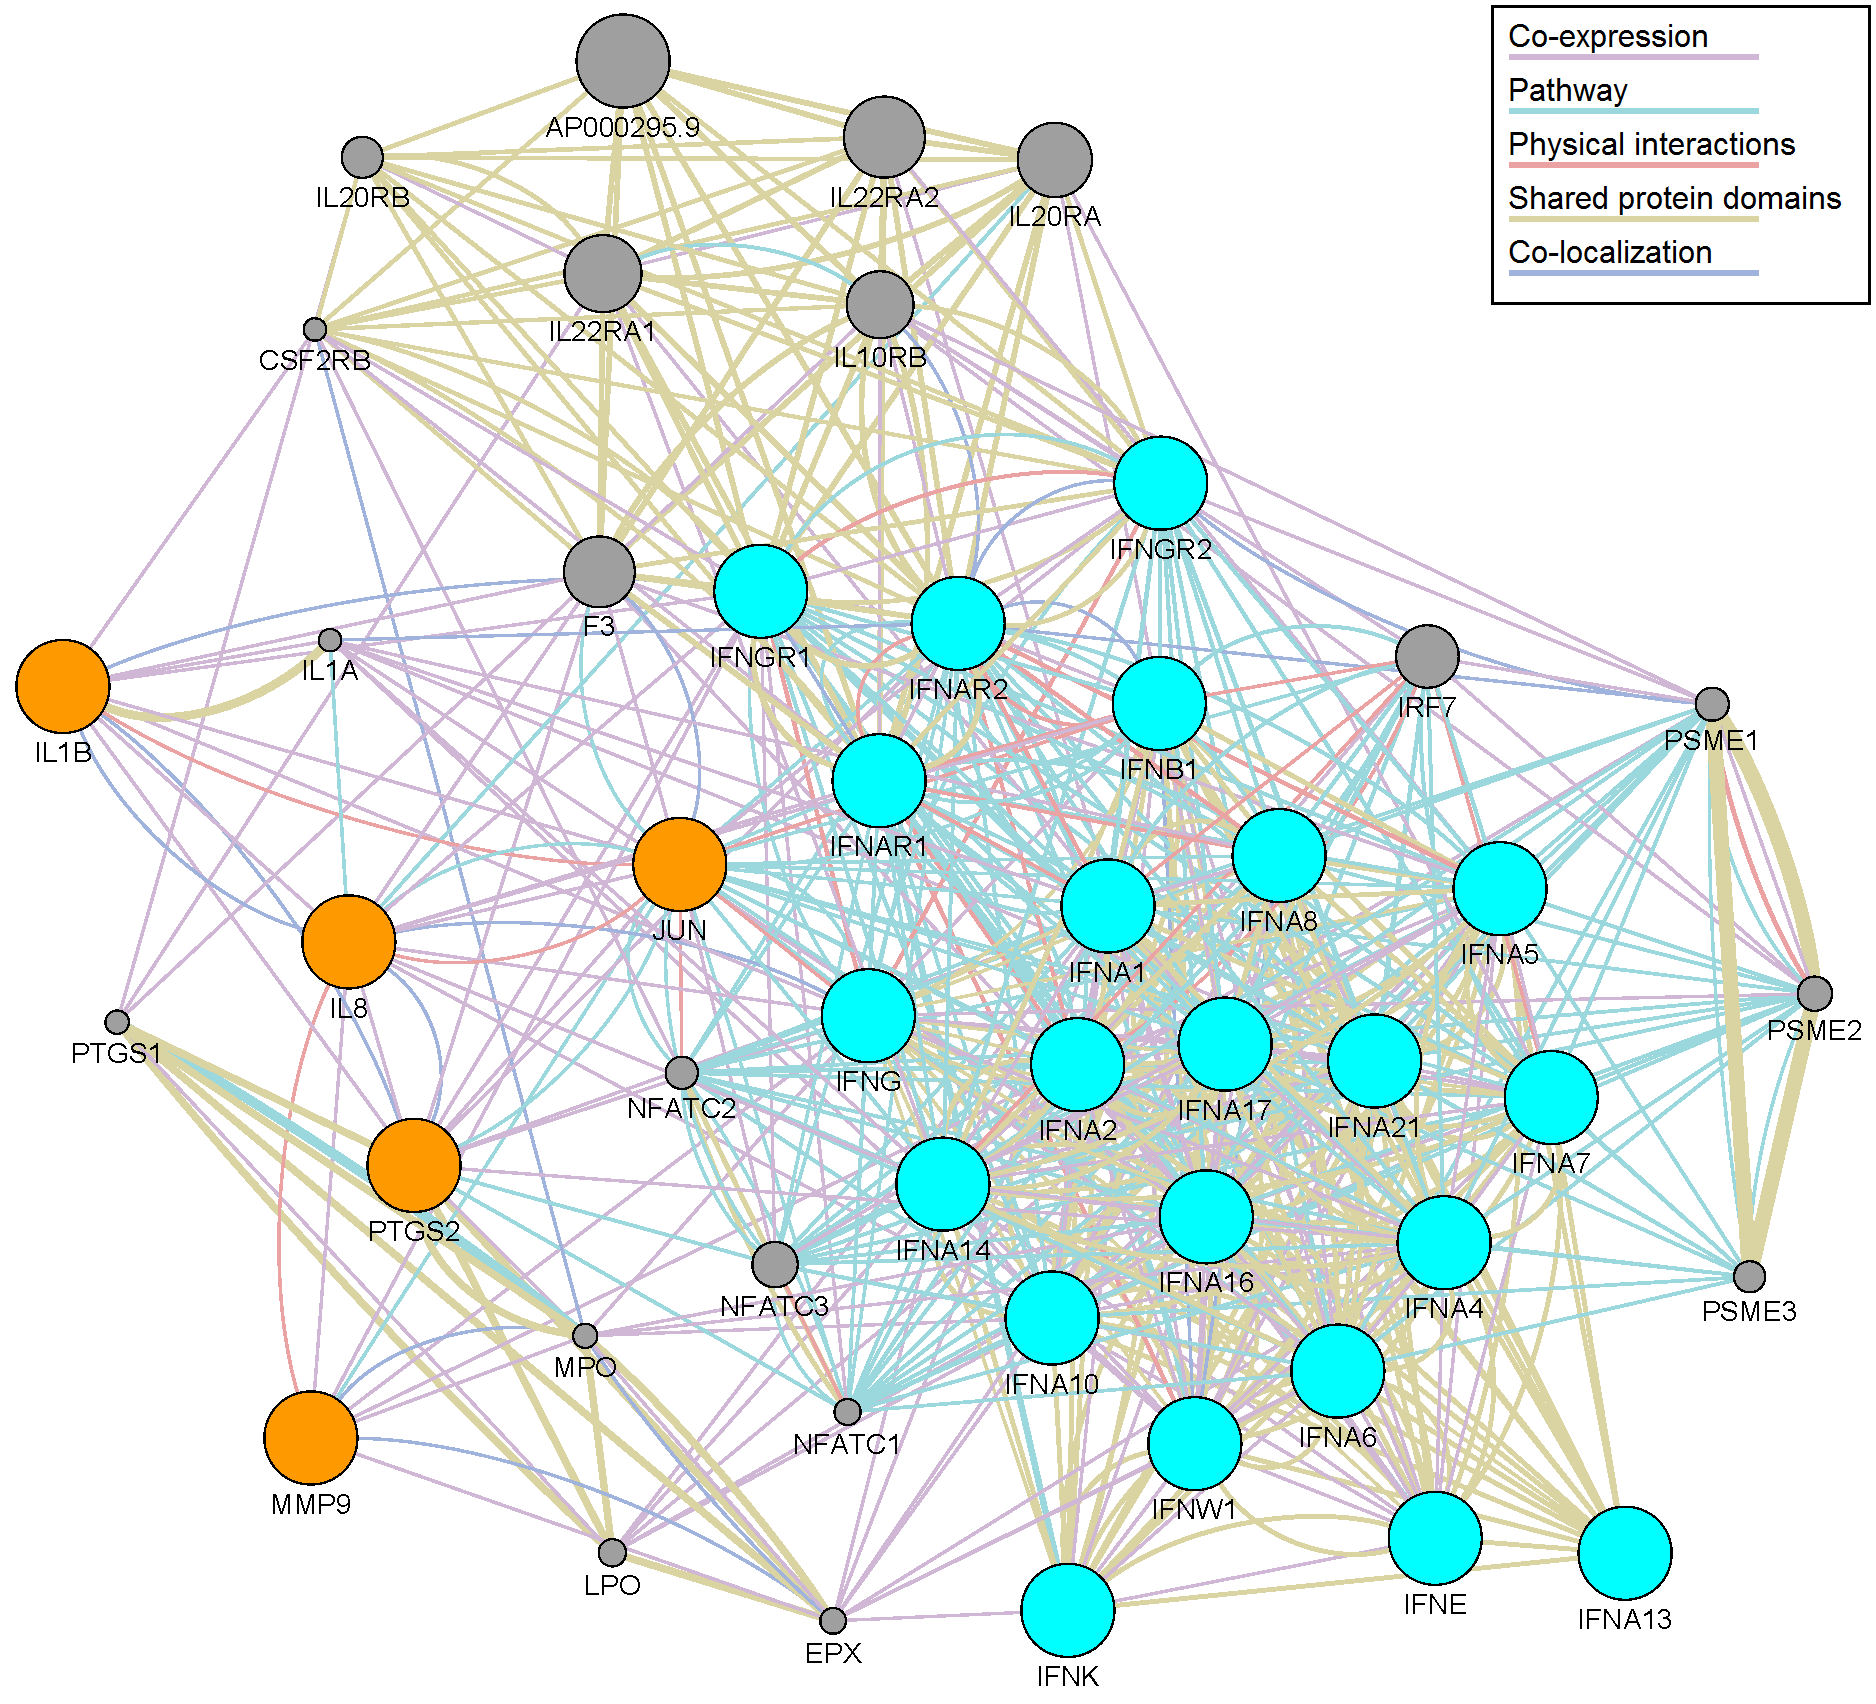 Co-expression
Pathway
Physical interactions
Shared protein domains
Co-localization
AP000295.9
IL20RB
IL22RA2
IL20RA
IL22RA1
IL10RB
CSF2RB
IFNGR2
F3
IL1A
IFNGR1
IFNAR2
IRF7
PSME1
IL1B
IFNB1
IFNAR1
JUN
IFNA8
IFNA5
IFNA1
IL8
PSME2
PTGS1
IFNG
NFATC2
IFNA2
IFNA17
IFNA21
IFNA7
PTGS2
IFNA14
IFNA16
NFATC3
IFNA4
PSME3
MPO
IFNA10
NFATC1
IFNA6
MMP9
IFNW1
LPO
IFNE
IFNA13
EPX
IFNK